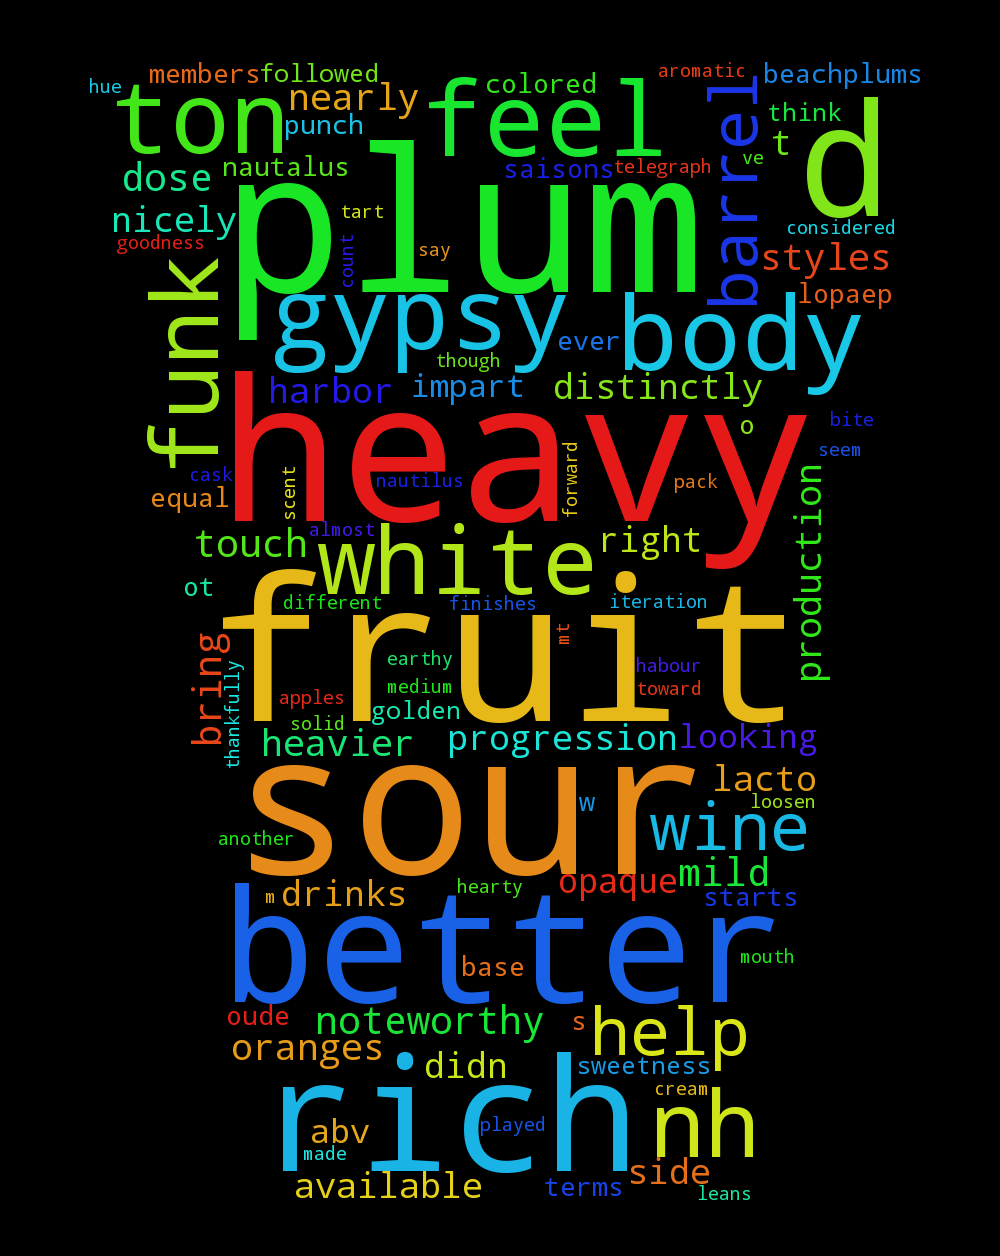 members followed colored aromatic beachplums
hue ton nearly feel barrel think d
punch t
nautalus saisons telegraph ve
dose plum
nicely tart considered
goodness count say styles
funk gypsy body lopaep
ever
though
harbor impart distinctly
heavy o bite
seem
cask scent nautilus forward pack production
equal
touch almost white right
ot different finishes iteration
fruit mt
bring thankfully earthy habour
apples medium toward
solid golden
heavier progression looking
sour lacto
w loosen
another wine
opaque mild
m drinks hearty starts
better base mouth
oude noteworthy s help
oranges didn sweetness
rich cream nh
abv played
made side
available terms leans